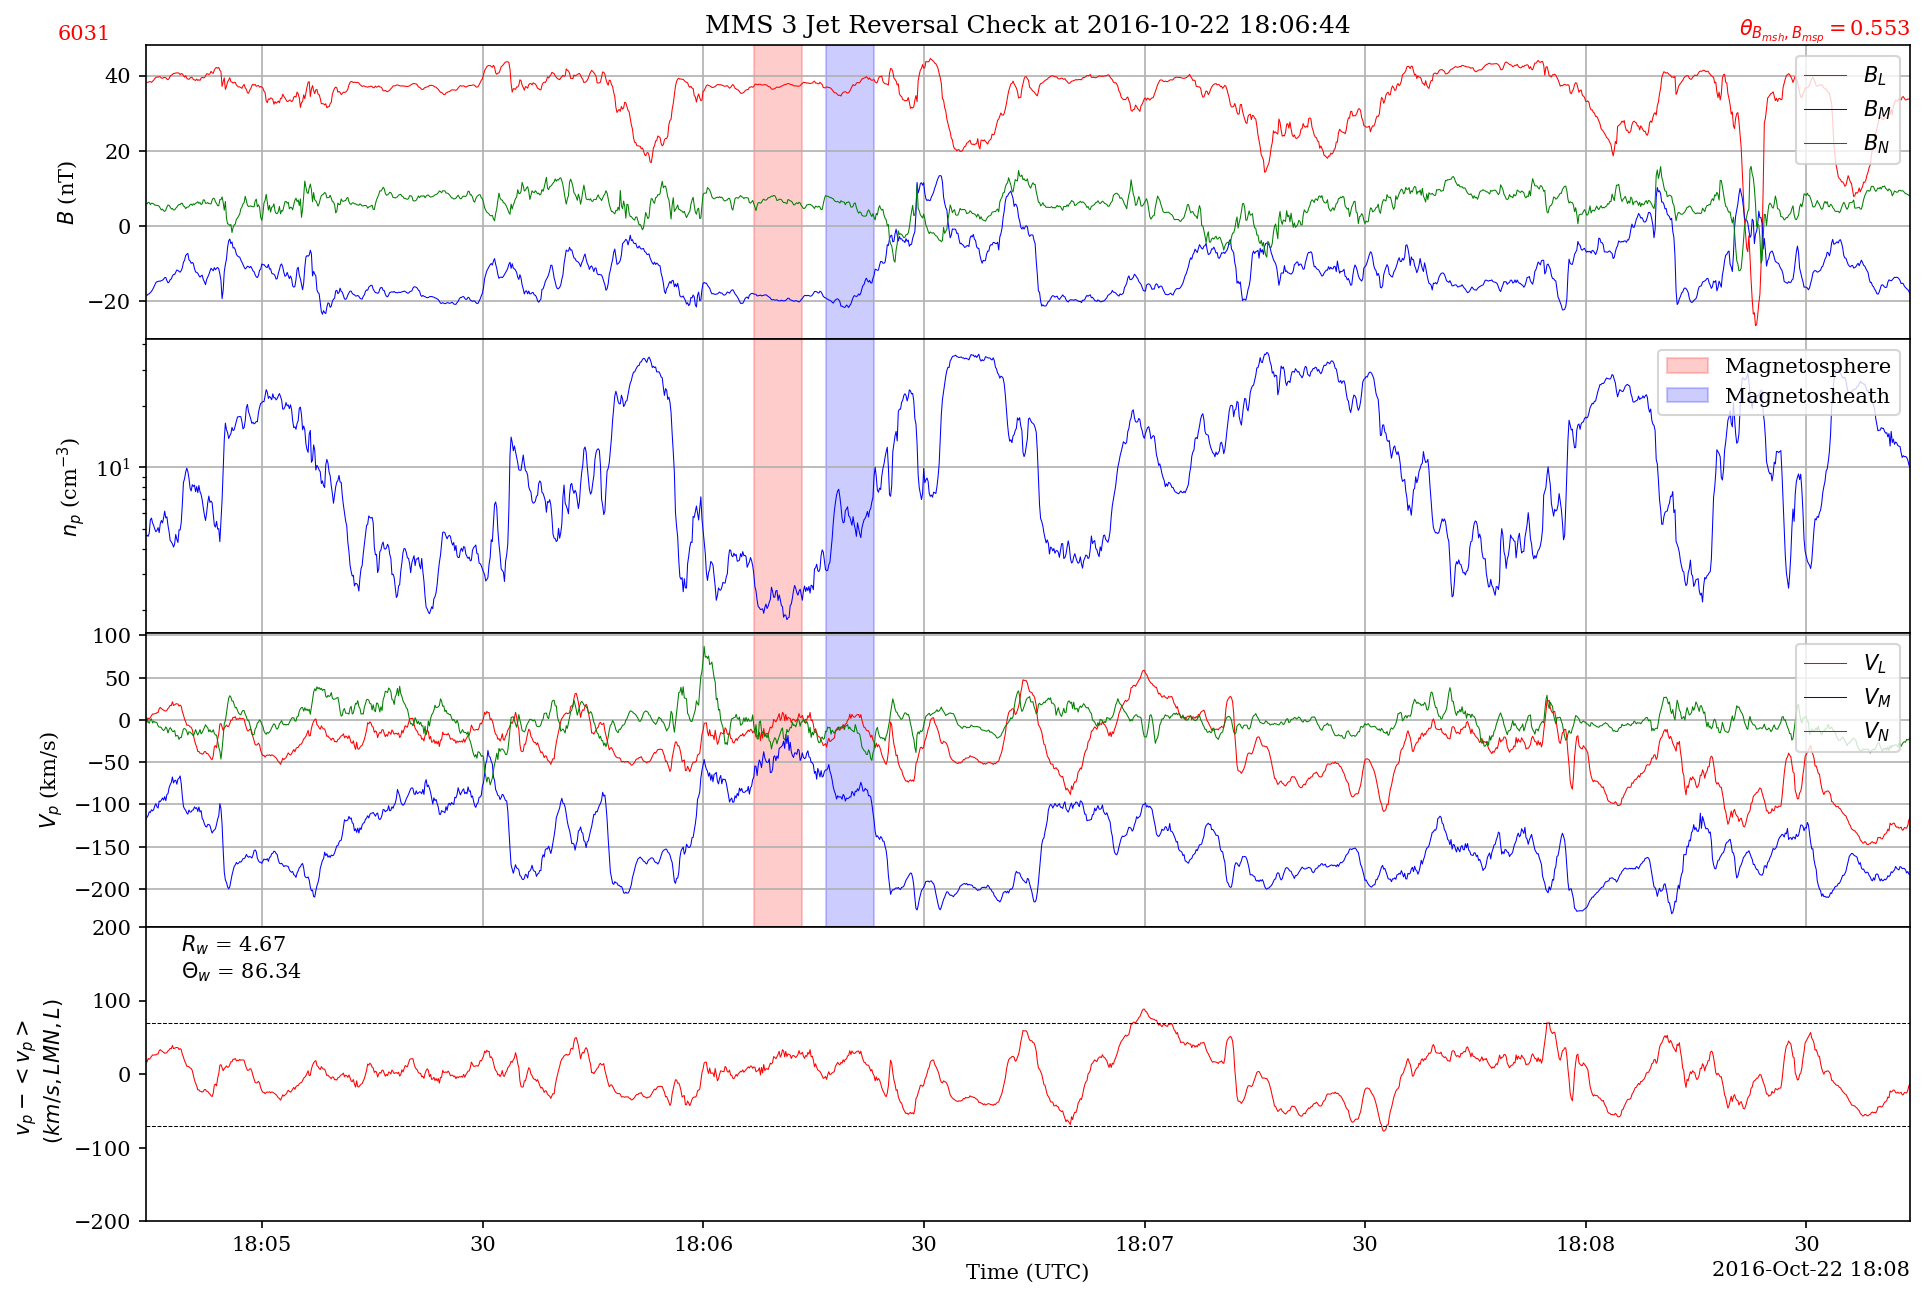 MMS 3 Jet Reversal Check at 2016-10-22 18:06:44
6031
θ_{B_{msh}, B_{msp}} = 0.553
40
20
0
−20
B (nT)
B_L
B_M
B_N
10^1
n_p (cm^{−3})
Magnetosphere
Magnetosheath
100
50
0
−50
−100
−150
−200
V_p (km/s)
V_L
V_M
V_N
200
100
0
−100
−200
v_p − < v_p >
(km/s, LMN, L)
R_w = 4.67
Θ_w = 86.34
18:05 30 18:06 30 18:07 30 18:08 30
Time (UTC)
2016-Oct-22 18:08